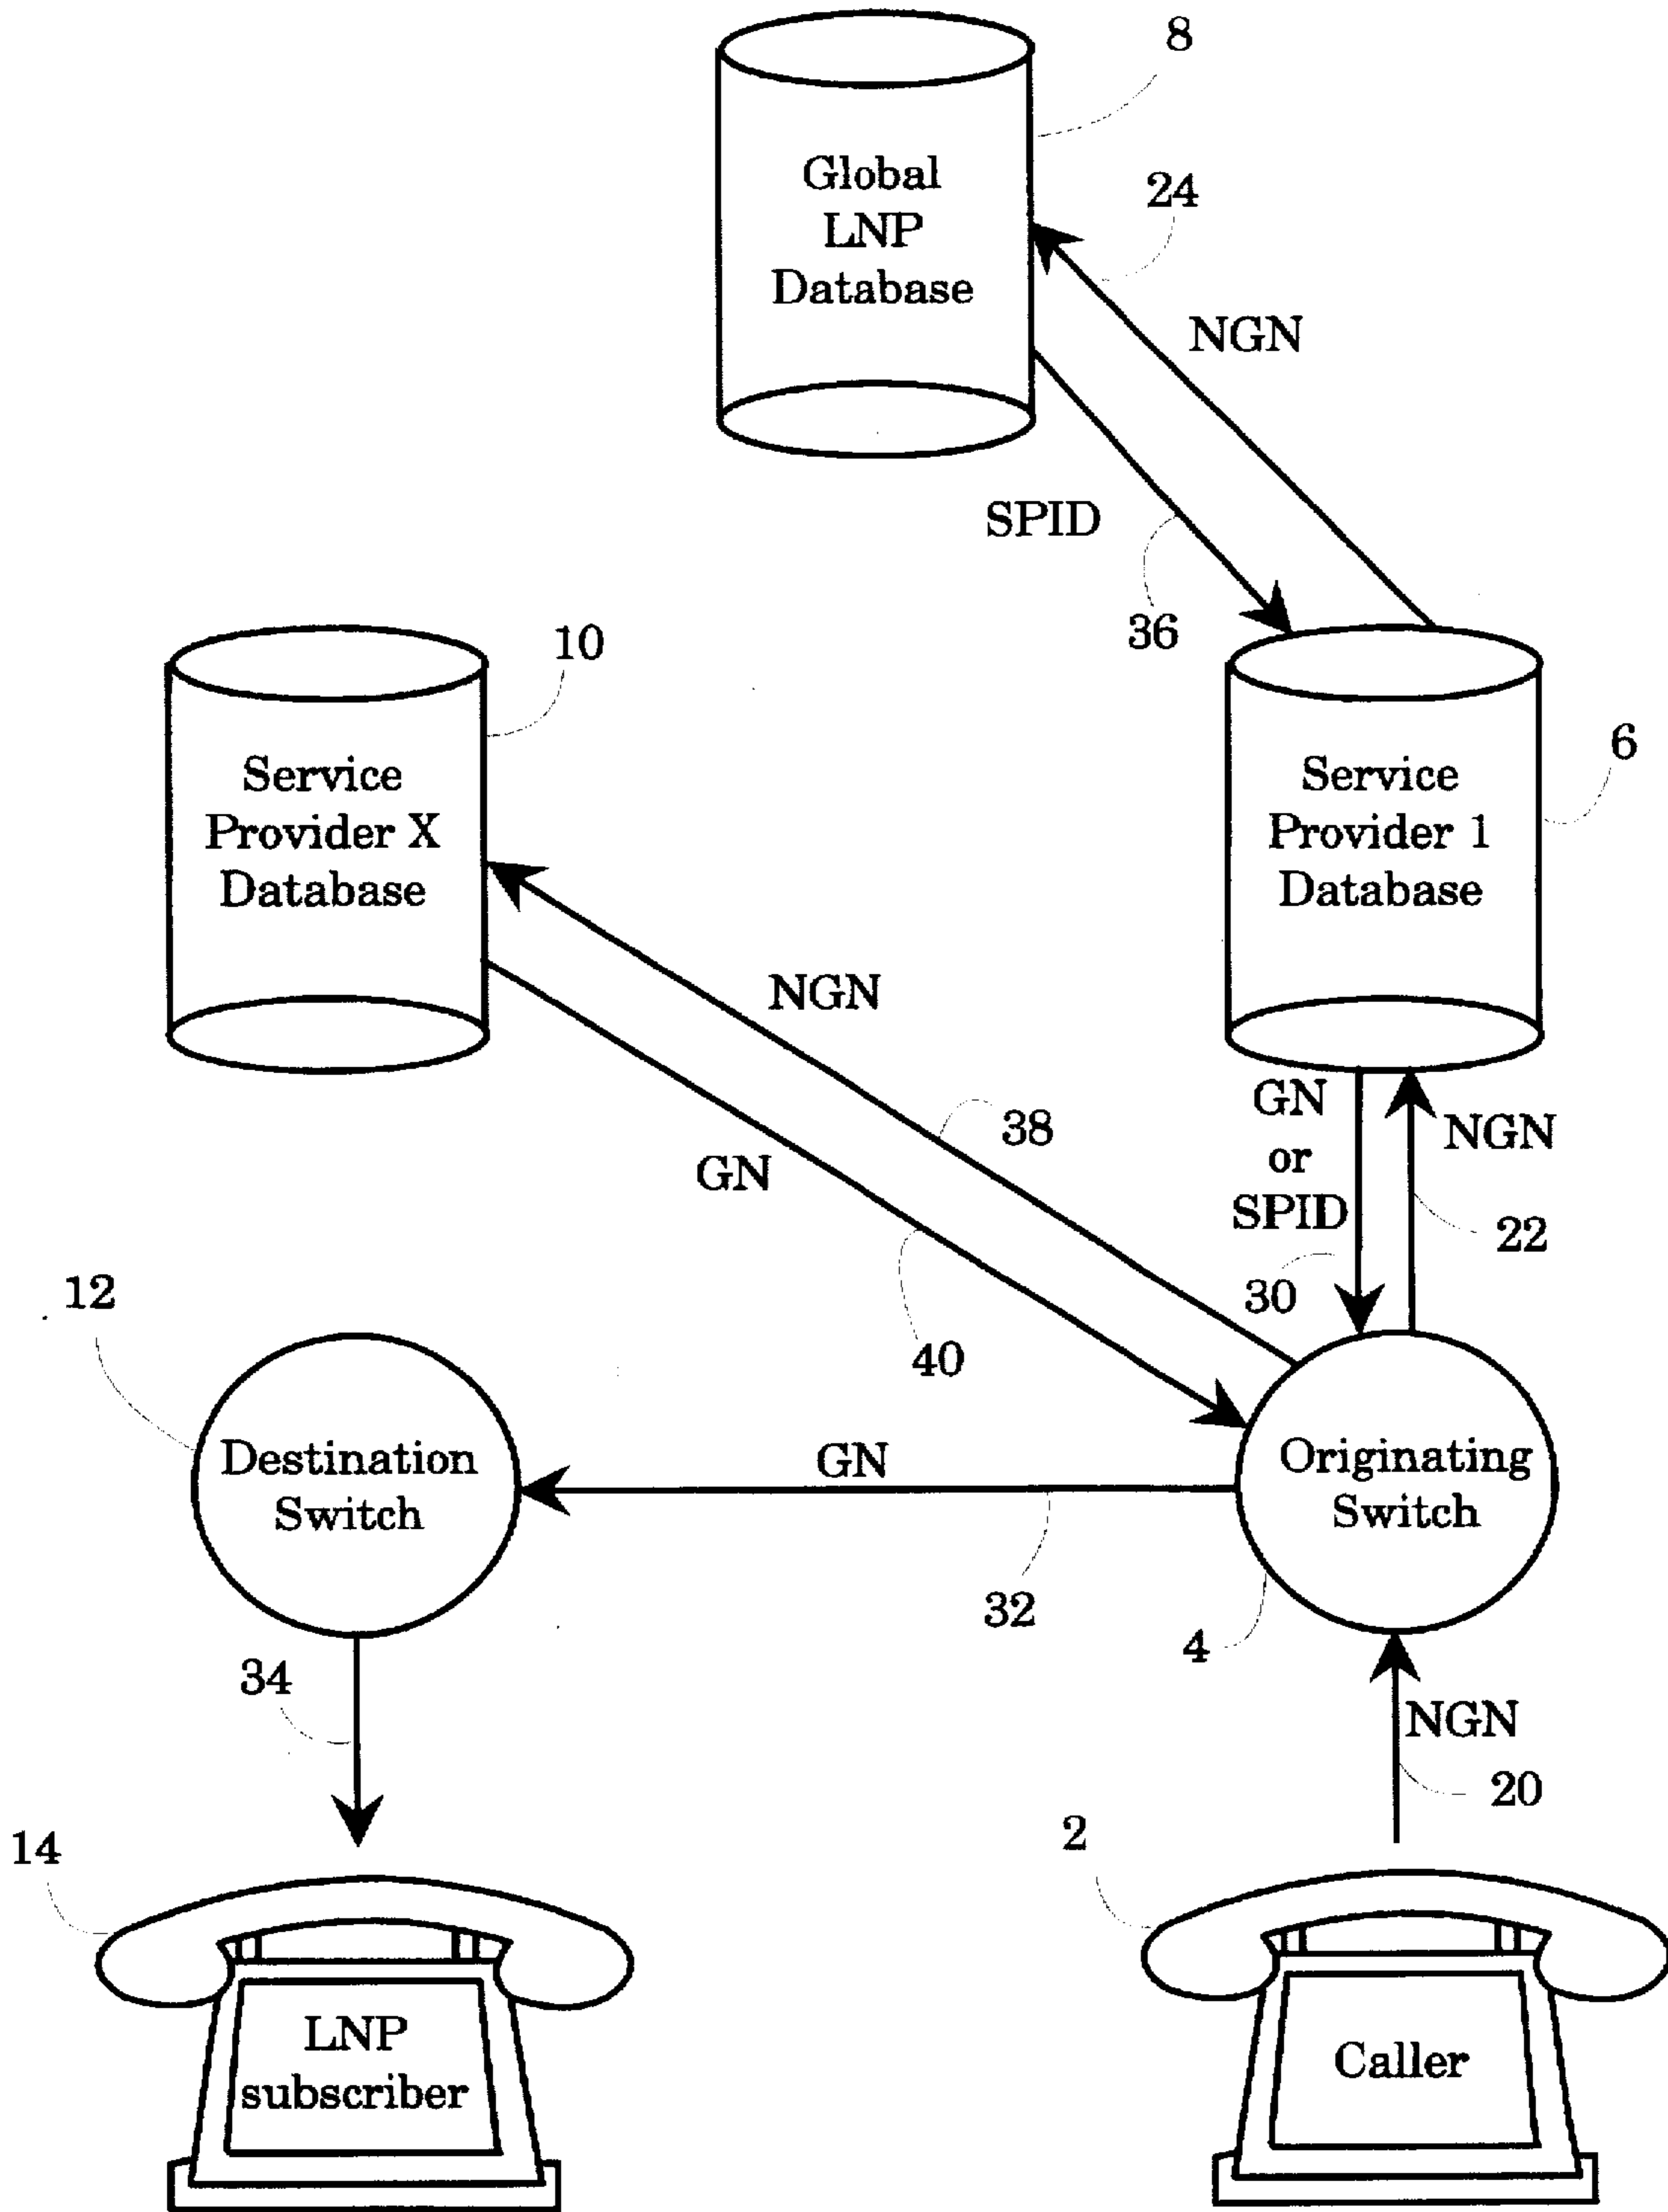 8
Global
LNP
Database
24
NGN
SPID
36
10
Service
Provider X
Database
6
Service
Provider 1
Database
NGN
38
GN
40
GN
or
SPID
30
NGN
22
12
Destination
Switch
GN
32
Originating
Switch
4
34
NGN
20
14
LNP
subscriber
2
Caller